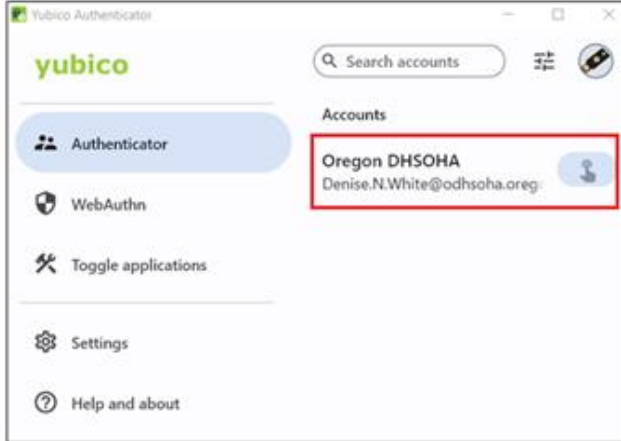 Yubico Authenticator
yubico
Search accounts
Accounts
Authenticator
Oregon DHSOHA
Denise.N.White@odhsoha.oreg
WebAuthn
Toggle applications
Settings
Help and about